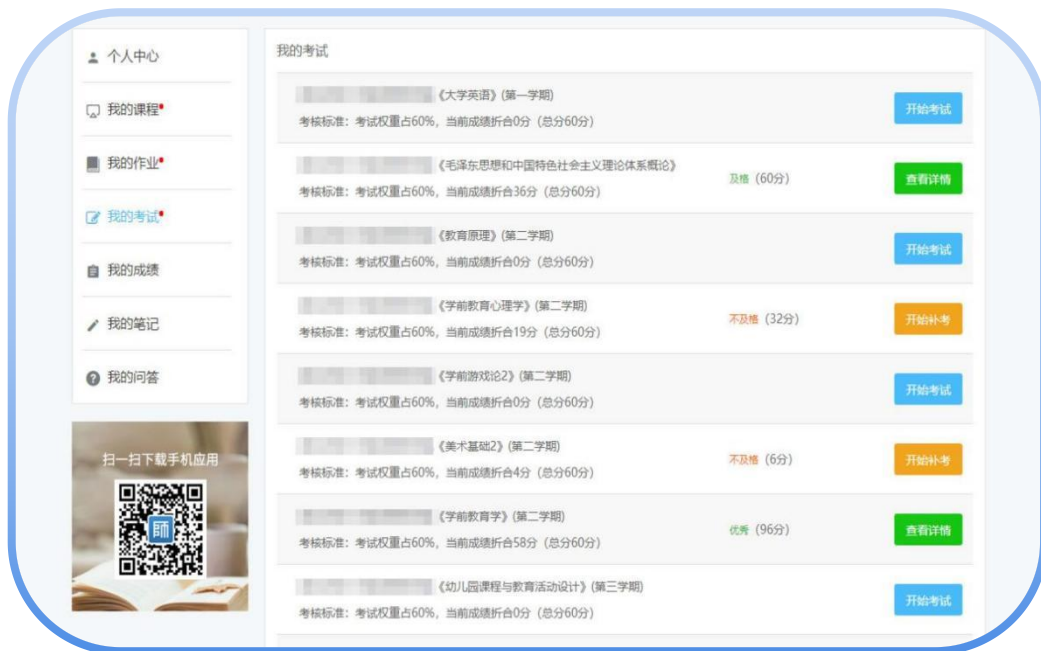 个人中心
我的课程
我的作业
我的考试
我的成绩
我的笔记
我的问答
扫一扫下载手机应用
師
我的考试
《大学英语》(第一学期)
考核标准：考试权重占60%，当前成绩折合0分（总分60分）
开始考试
《毛泽东思想和中国特色社会主义理论体系概论》
考核标准：考试权重占60%，当前成绩折合36分（总分60分）
及格（60分）
查看详情
《教育原理》(第二学期)
考核标准：考试权重占60%，当前成绩折合0分（总分60分）
开始考试
《学前教育心理学》(第二学期)
考核标准：考试权重占60%，当前成绩折合19分（总分60分）
不及格（32分）
开始补考
《学前游戏论2》(第二学期)
考核标准：考试权重占60%，当前成绩折合0分（总分60分）
开始考试
《美术基础2》(第二学期)
考核标准：考试权重占60%，当前成绩折合4分（总分60分）
不及格（6分）
开始补考
《学前教育学》(第二学期)
考核标准：考试权重占60%，当前成绩折合58分（总分60分）
优秀（96分）
查看详情
《幼儿园课程与教育活动设计》(第三学期)
考核标准：考试权重占60%，当前成绩折合0分（总分60分）
开始考试